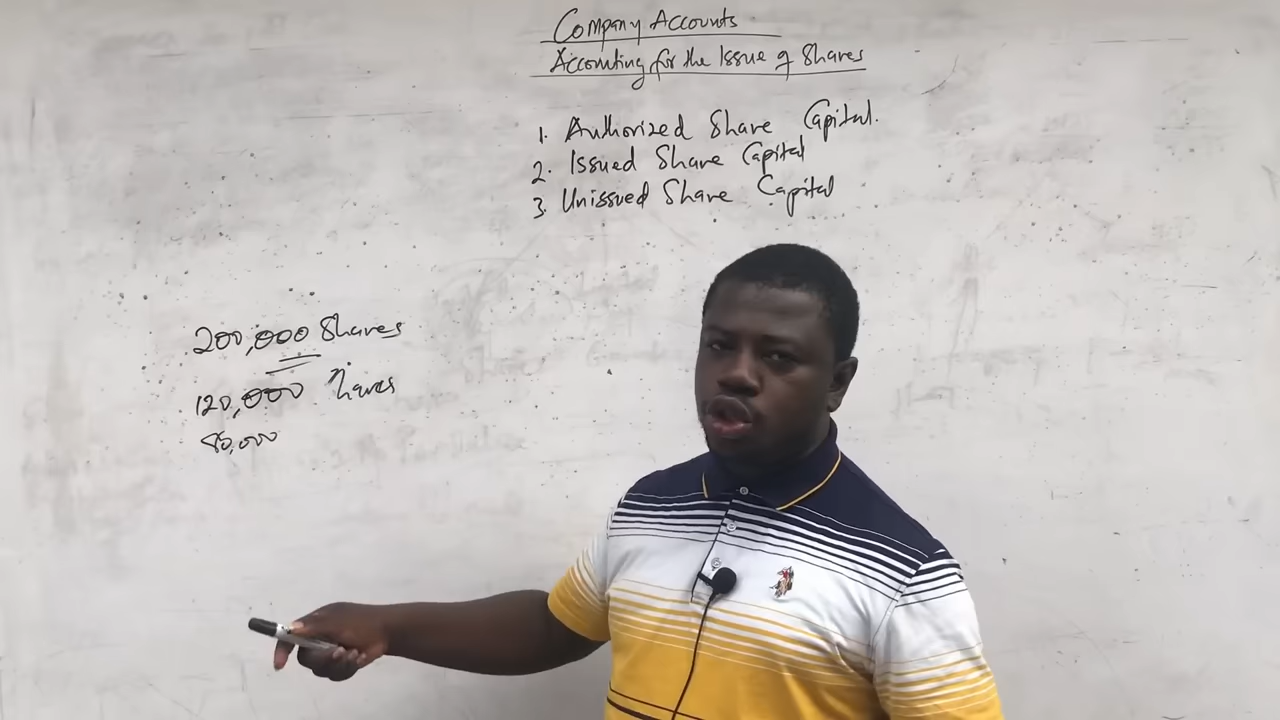 Company Accounts
Accounting for the Issue of Shares
1. Authorized Share Capital.
2. Issued Share Capital
3. Unissued Share Capital
200,000 Shares
120,000 Shares
80,000